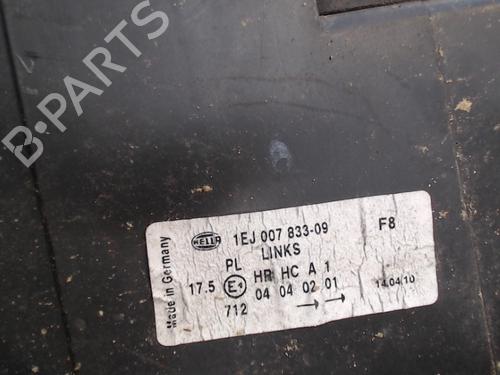 B-PARTS
Made in Germany
HELLA 1EJ 007 833-09 F8
LINKS
PL HR HC A 1
17.5 E1 04 04 02 01 →→ 14.04.10
712